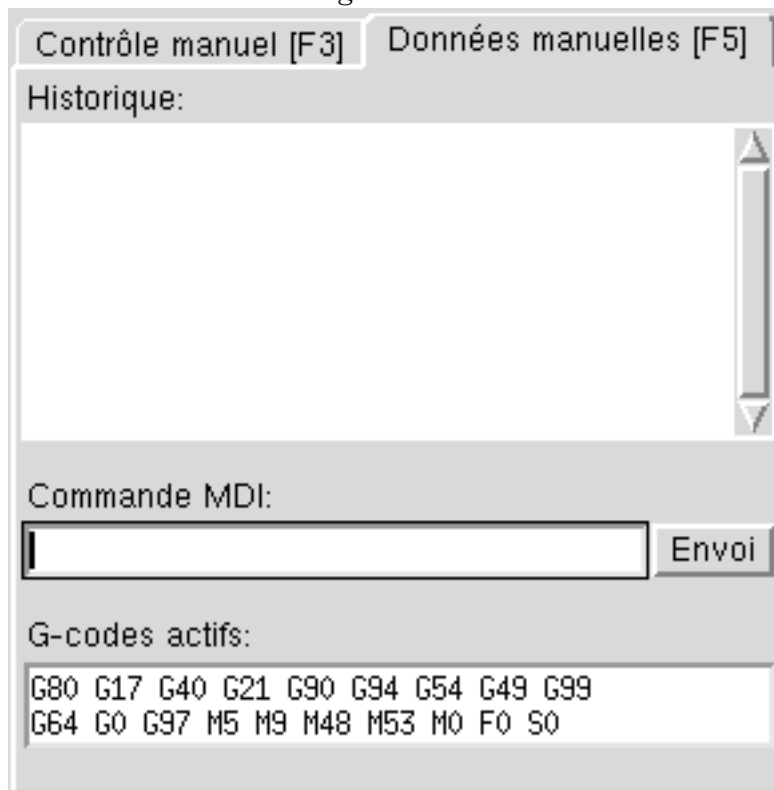 Contrôle manuel [F3] Données manuelles [F5]
Historique:
Commande MDI:
Envoi
G-codes actifs:
G80 G17 G40 G21 G90 G94 G54 G49 G99
G64 G0 G97 M5 M9 M48 M53 M0 F0 S0